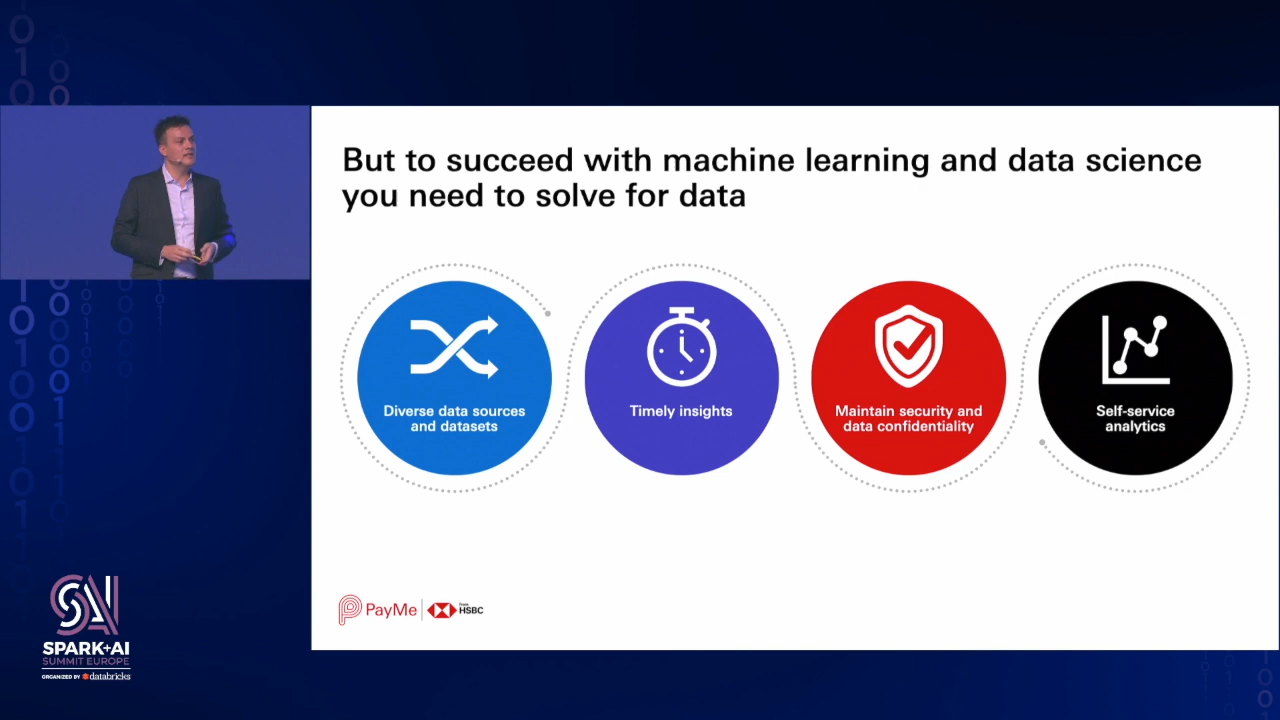 But to succeed with machine learning and data science
you need to solve for data
Diverse data sources
and datasets
Timely insights
Maintain security and
data confidentiality
Self-service
analytics
PayMe
From
HSBC
SAI
SPARK+AI
SUMMIT EUROPE
ORGANIZED BY databricks